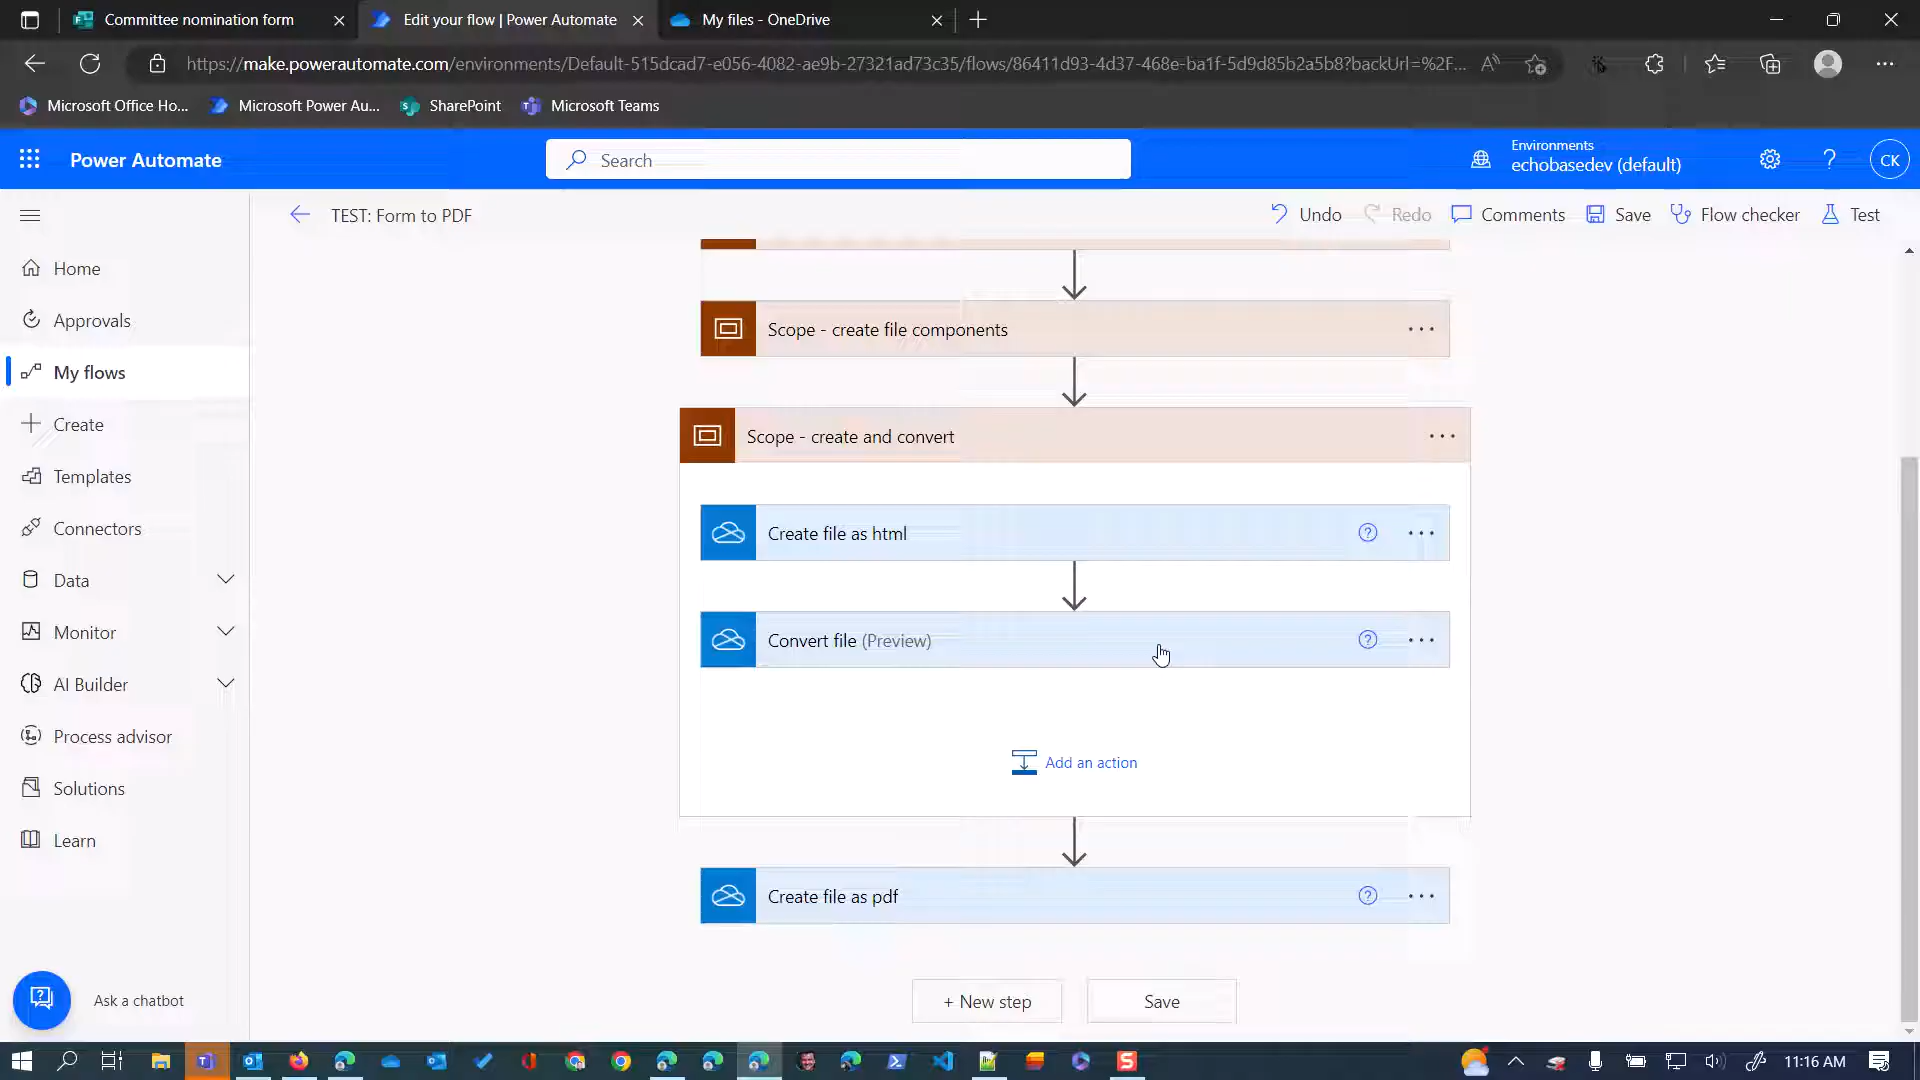 Committee nomination form
Edit your flow | Power Automate
My files - OneDrive
https://make.powerautomate.com/environments/Default-515dcad7-e056-4082-ae9b-27321ad73c35/flows/86411d93-4d37-468e-ba1f-5d9d85b2a5b8?backUrl=%2F...
Microsoft Office Ho...
Microsoft Power Au...
SharePoint
Microsoft Teams
Power Automate
Search
Environments
echobasedev (default)
CK
TEST: Form to PDF
Undo
Redo
Comments
Save
Flow checker
Test
Home
Approvals
My flows
Create
Templates
Connectors
Data
Monitor
AI Builder
Process advisor
Solutions
Learn
Ask a chatbot
Scope - create file components
Scope - create and convert
Create file as html
Convert file (Preview)
Add an action
Create file as pdf
+ New step
Save
11:16 AM